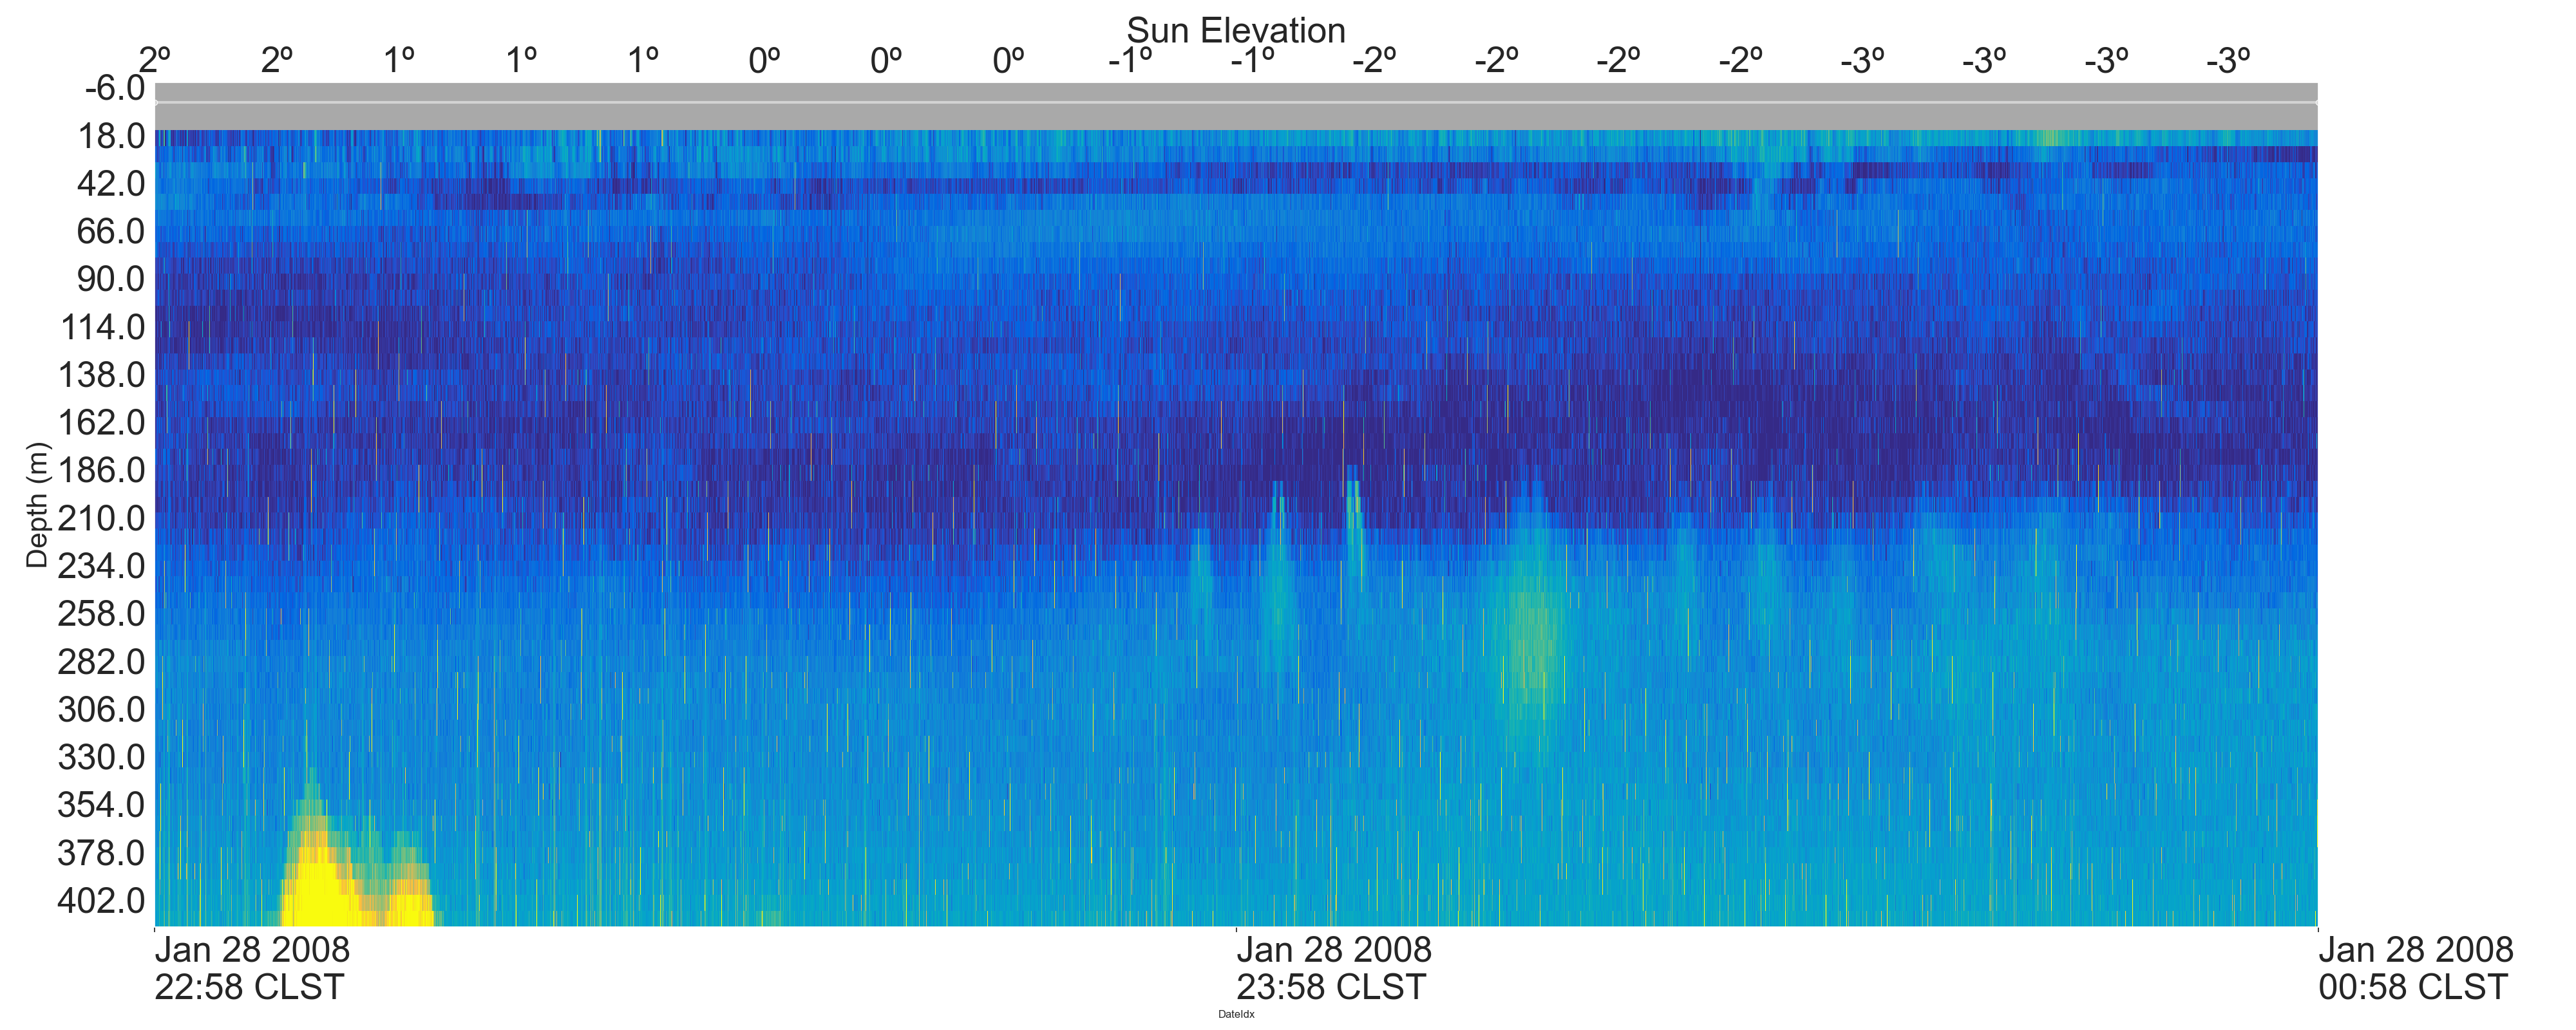 Sun Elevation
2º 2º 1º 1º 1º 0º 0º 0º -1º -1º -2º -2º -2º -2º -3º -3º -3º -3º
-6.0
18.0
42.0
66.0
90.0
114.0
138.0
162.0
186.0
210.0
234.0
258.0
282.0
306.0
330.0
354.0
378.0
402.0
Depth (m)
Jan 28 2008
22:58 CLST
Jan 28 2008
23:58 CLST
Jan 28 2008
00:58 CLST
DateIdx